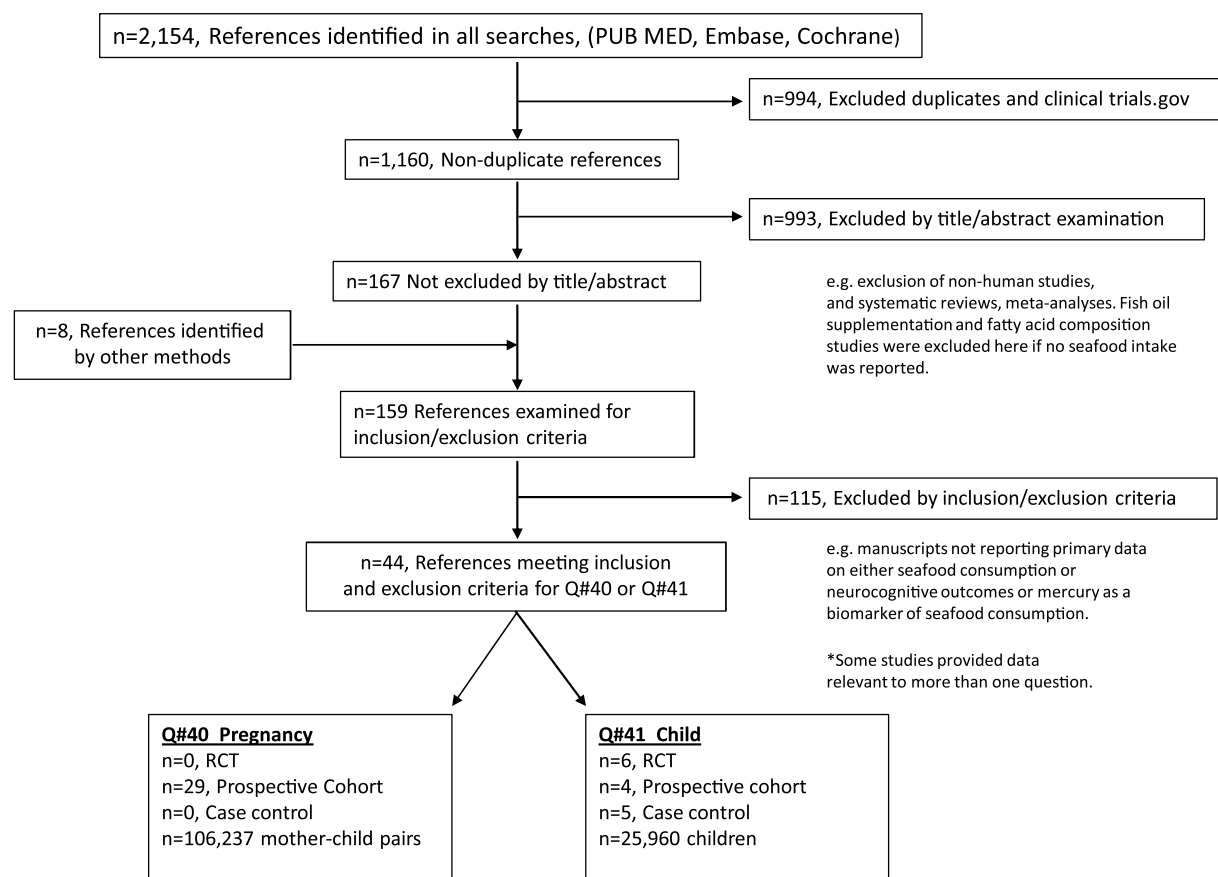 n=2,154, References identified in all searches, (PUB MED, Embase, Cochrane)
n=994, Excluded duplicates and clinical trials.gov
n=1,160, Non-duplicate references
n=993, Excluded by title/abstract examination
n=167 Not excluded by title/abstract
e.g. exclusion of non-human studies,
and systematic reviews, meta-analyses. Fish oil
supplementation and fatty acid composition
studies were excluded here if no seafood intake
was reported.
n=8, References identified
by other methods
n=159 References examined for
inclusion/exclusion criteria
n=115, Excluded by inclusion/exclusion criteria
n=44, References meeting inclusion
and exclusion criteria for Q#40 or Q#41
e.g. manuscripts not reporting primary data
on either seafood consumption or
neurocognitive outcomes or mercury as a
biomarker of seafood consumption.
*Some studies provided data
relevant to more than one question.
Q#40 Pregnancy
n=0, RCT
n=29, Prospective Cohort
n=0, Case control
n=106,237 mother-child pairs
Q#41 Child
n=6, RCT
n=4, Prospective cohort
n=5, Case control
n=25,960 children